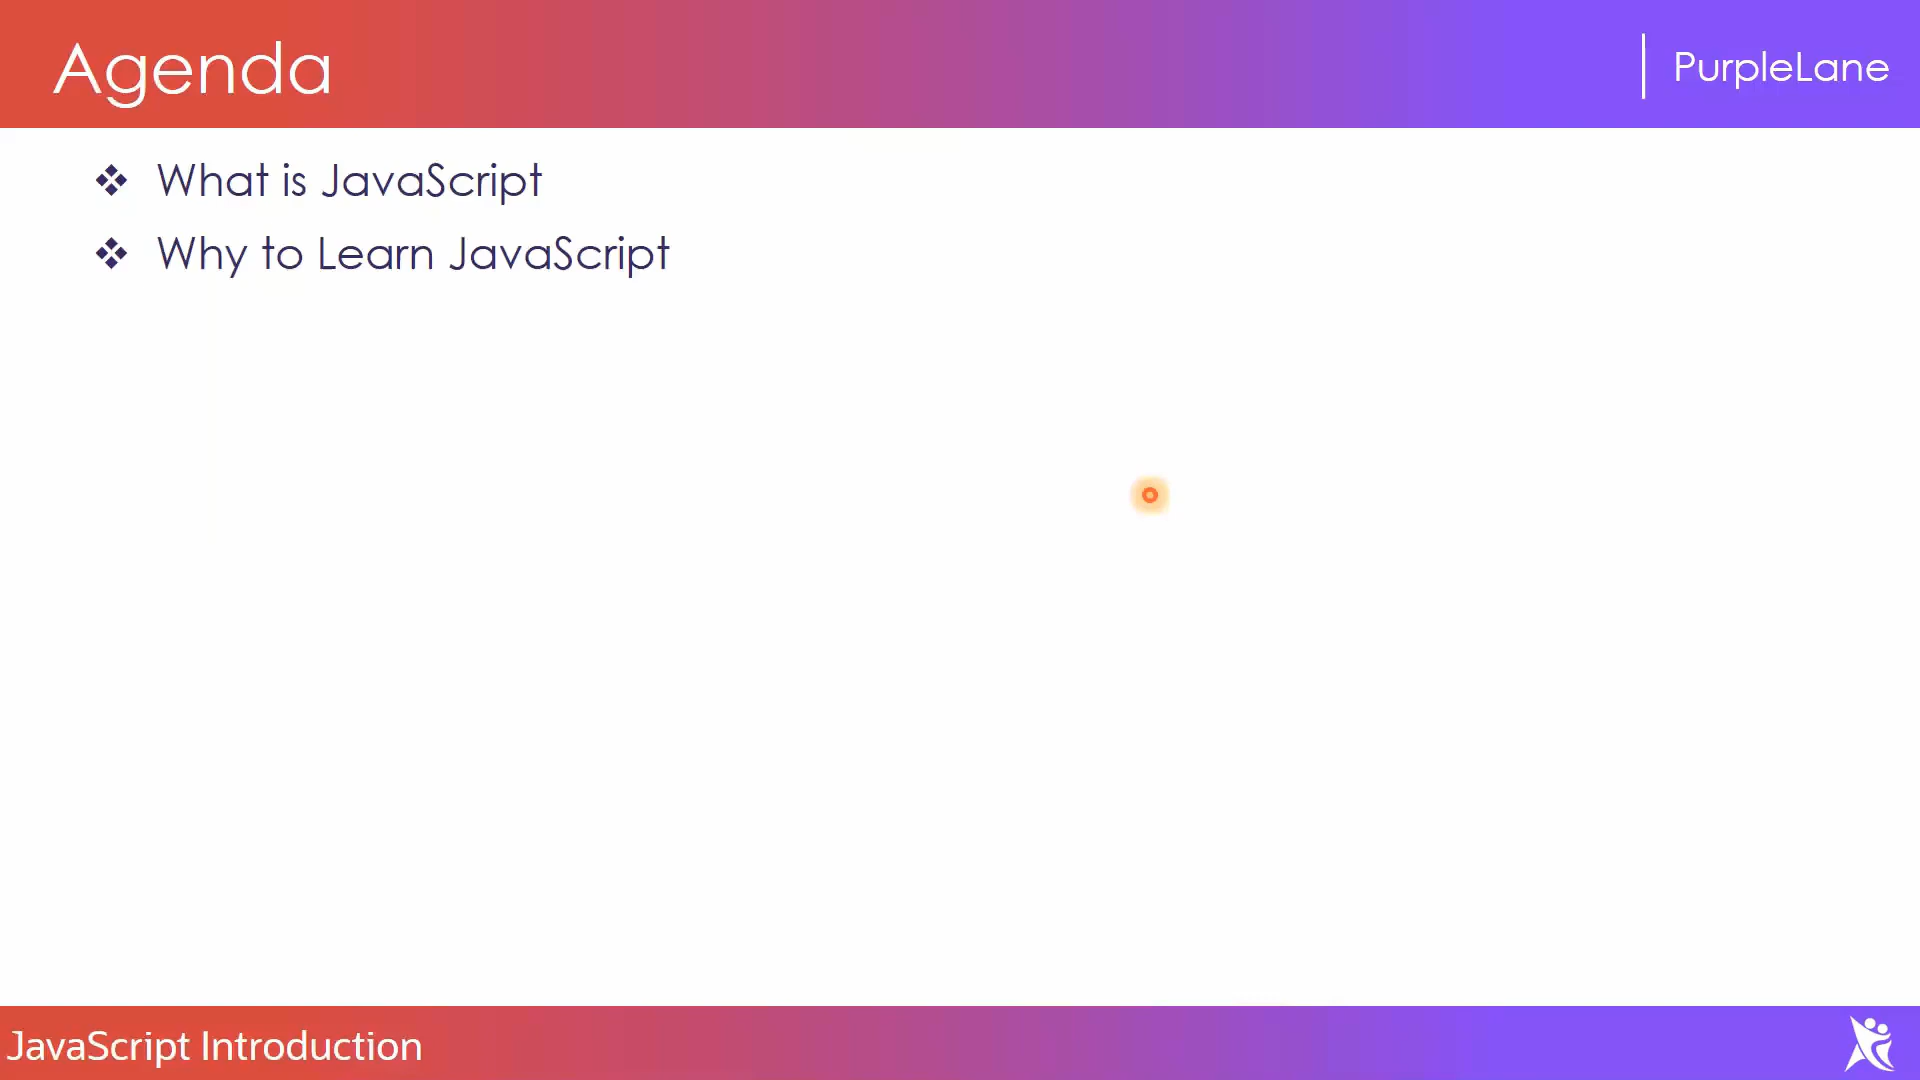 Agenda
PurpleLane
What is JavaScript
Why to Learn JavaScript
JavaScript Introduction